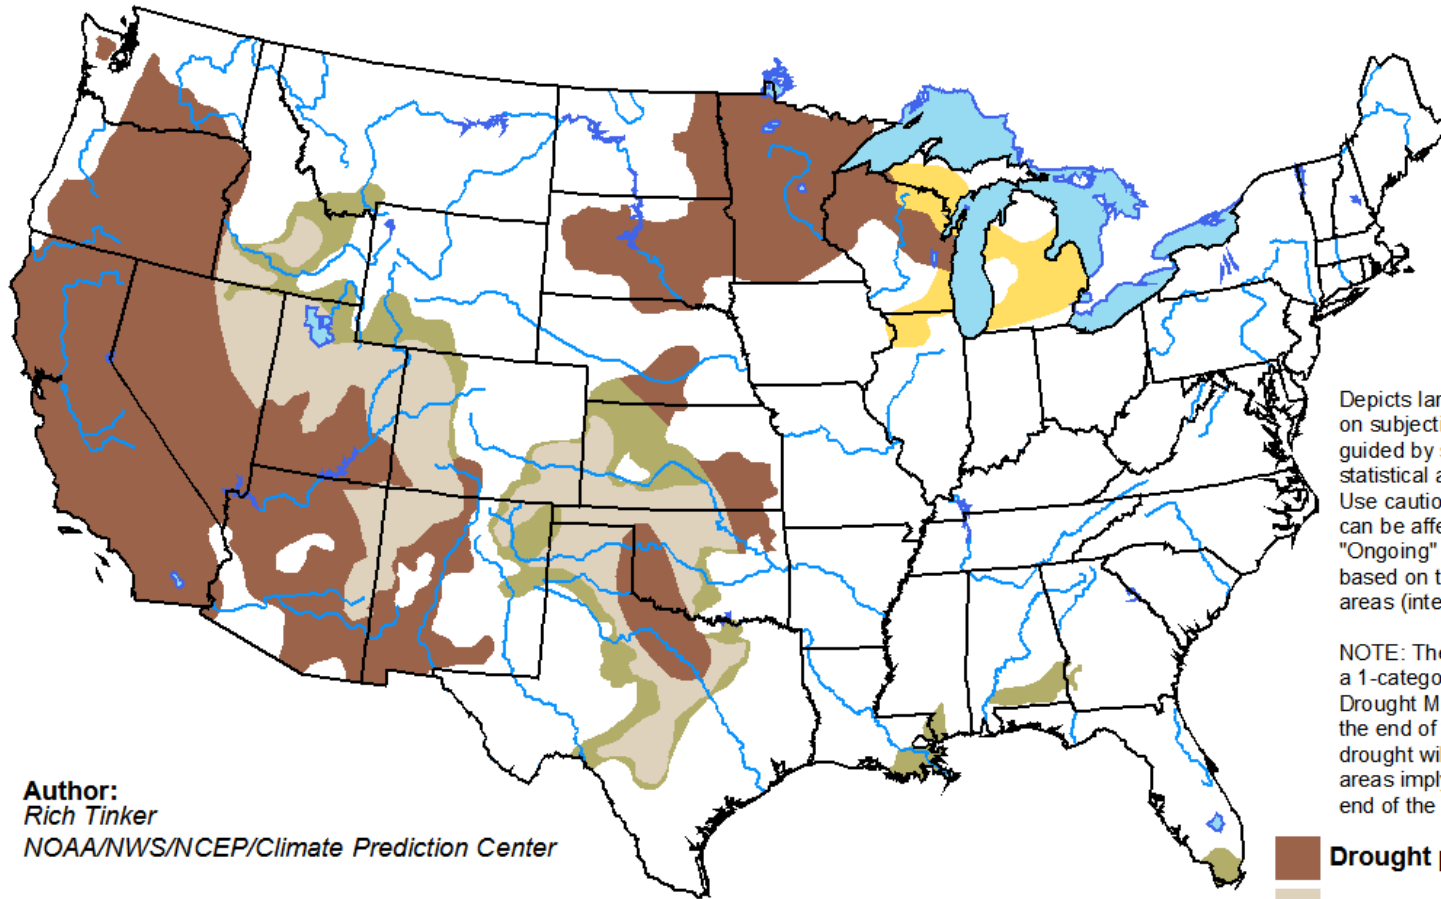 Depicts lar
on subjecti
guided by s
statistical a
Use cautio
can be affe
"Ongoing"
based on t
areas (inte
NOTE: The
a 1-catego
Drought M
the end of
drought wil
areas impl
end of the
Author:
Rich Tinker
NOAA/NWS/NCEP/Climate Prediction Center
Drought p